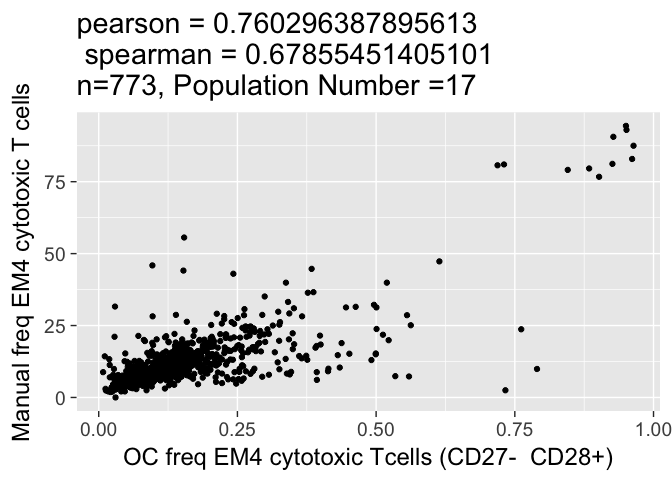 pearson = 0.760296387895613
spearman = 0.67855451405101
n=773, Population Number =17
Manual freq EM4 cytotoxic T cells
75
50
25
0
0.00 0.25 0.50 0.75 1.00
OC freq EM4 cytotoxic Tcells (CD27-  CD28+)